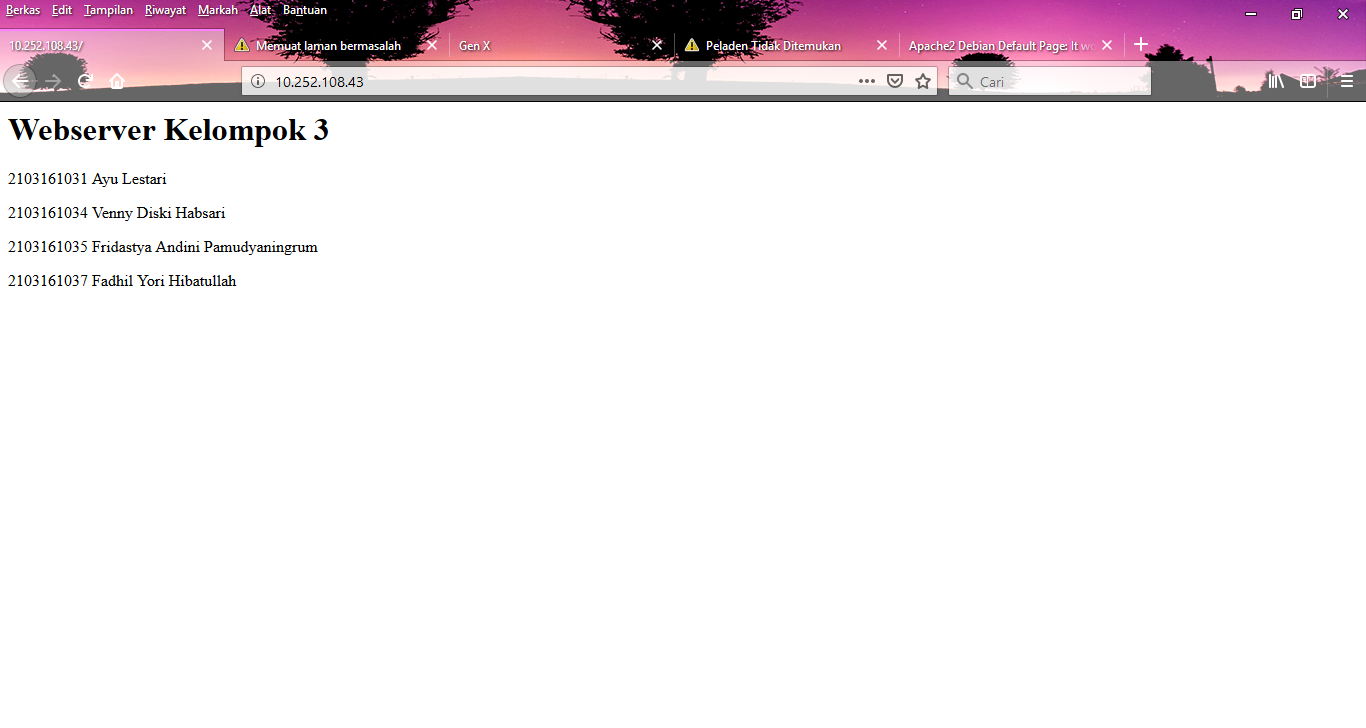 Berkas Edit Tampilan Riwayat Markah Alat Bantuan
10.252.108.43/ Memuat laman bermasalah Gen X Peladen Tidak Ditemukan Apache2 Debian Default Page: It wo
10.252.108.43 Cari
Webserver Kelompok 3
2103161031 Ayu Lestari
2103161034 Venny Diski Habsari
2103161035 Fridastya Andini Pamudyaningrum
2103161037 Fadhil Yori Hibatullah